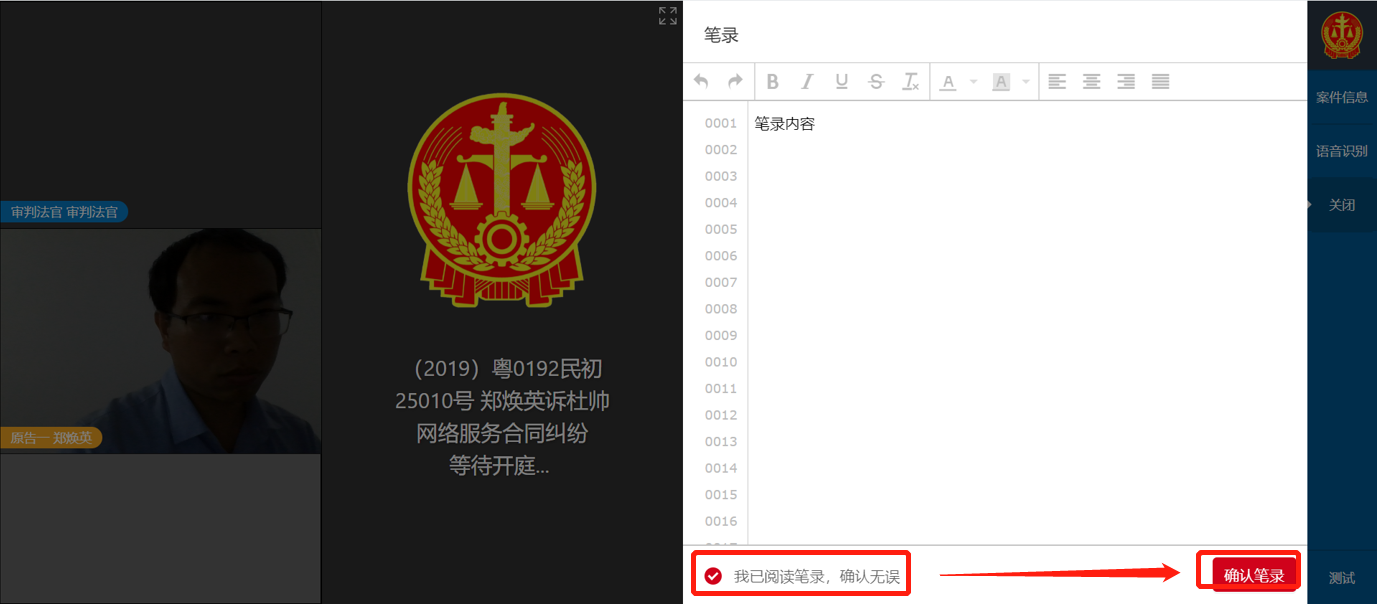 审判法官 审判法官
原告一 郑焕英
（2019）粤0192民初
25010号 郑焕英诉杜帅
网络服务合同纠纷
等待开庭...
笔录
B I U S Tx A A
0001 笔录内容
0002
0003
0004
0005
0006
0007
0008
0009
0010
0011
0012
0013
0014
0015
0016
我已阅读笔录，确认无误
确认笔录
案件信息
语音识别
关闭
测试